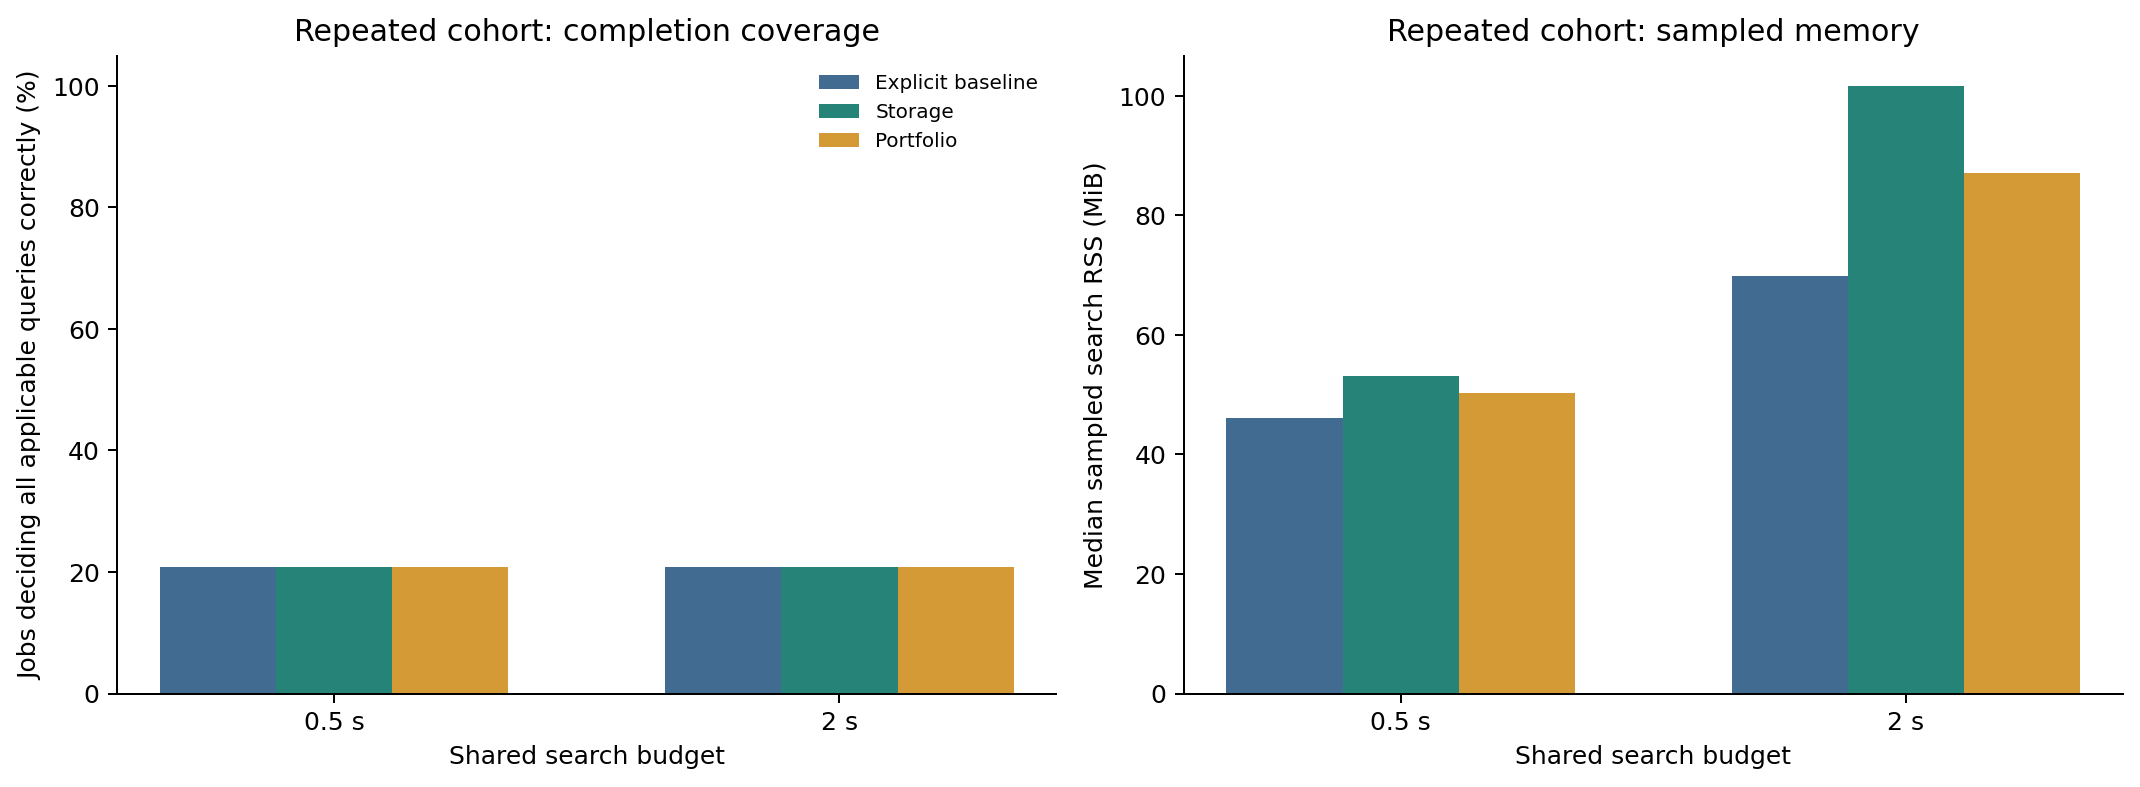 Repeated cohort: completion coverage
Jobs deciding all applicable queries correctly (%)
100
80
60
40
20
0
Explicit baseline
Storage
Portfolio
0.5 s
2 s
Shared search budget
Repeated cohort: sampled memory
Median sampled search RSS (MiB)
100
80
60
40
20
0
0.5 s
2 s
Shared search budget